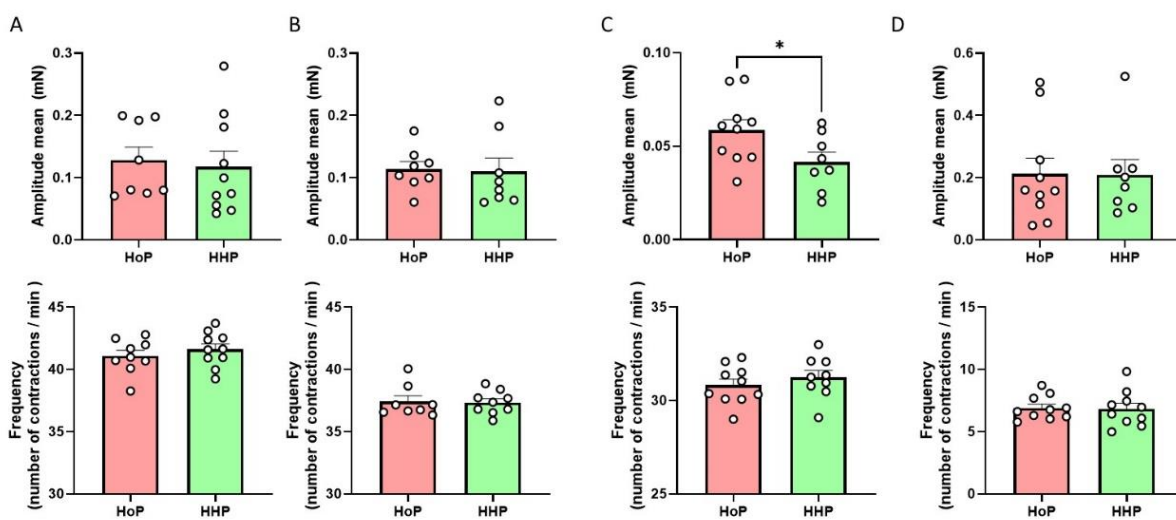 A
Amplitude mean (mN)
0.3
0.2
0.1
0.0
HoP HHP
B
Amplitude mean (mN)
0.3
0.2
0.1
0.0
HoP HHP
C
Amplitude mean (mN)
0.10
0.05
0.00
*
HoP HHP
D
Amplitude mean (mN)
0.6
0.4
0.2
0.0
HoP HHP
Frequency
(number of contractions / min)
45
40
35
30
HoP HHP
Frequency
(number of contractions / min)
45
40
35
30
HoP HHP
Frequency
(number of contractions / min)
35
30
25
HoP HHP
Frequency
(number of contractions / min)
15
10
5
0
HoP HHP